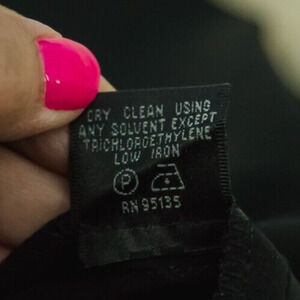 DRY CLEAN USING
ANY SOLVENT EXCEPT
TRICHLOROETHYLENE
LOW IRON
P
RN 95135